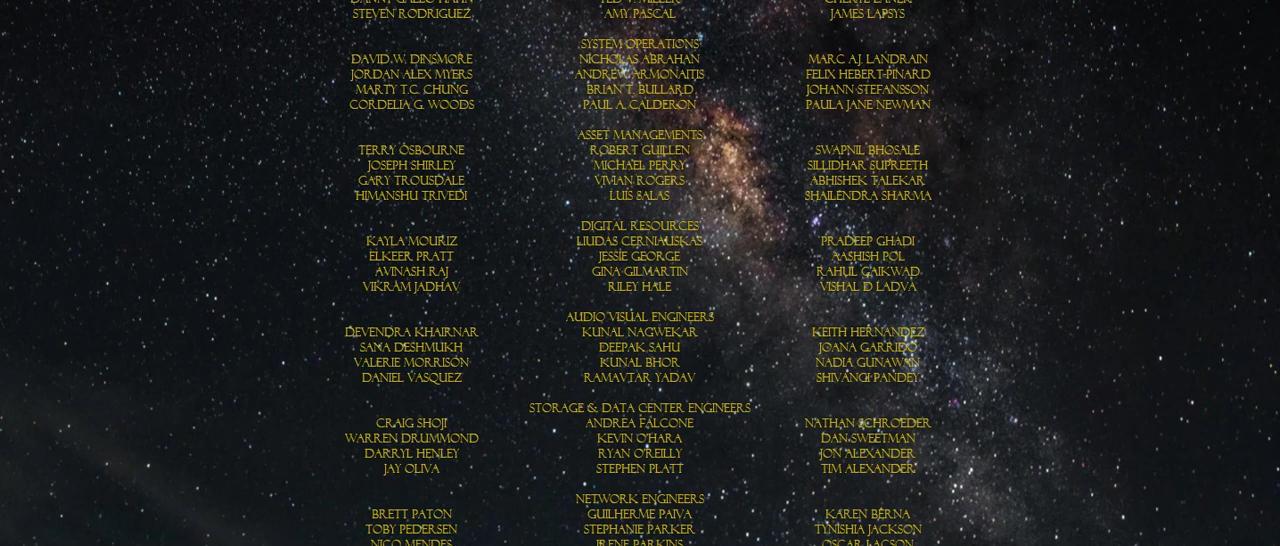 STEVEN RODRIGUEZ AMY PASCAL JAMES LAPSYS
SYSTEM OPERATIONS
DAVID W. DINSMORE NICHOLAS ABRAHAN MARC A.J. LANDRAIN
JORDAN ALEX MYERS ANDREW ARMONAITIS FELIX HEBERT-PINARD
MARTY T.C. CHUNG BRIAN T. BULLARD JOHANN STEFANSSON
CORDELIA G. WOODS PAUL A. CALDERON PAULA JANE NEWMAN
ASSET MANAGEMENTS
TERRY OSBOURNE ROBERT GUILLEN SWAPNIL BHOSALE
JOSEPH SHIRLEY MICHAEL PERRY SILLIDHAR SUPREETH
GARY TROUSDALE VIVIAN ROGERS ABHISHEK TALEKAR
HIMANSHU TRIVEDI LUIS SALAS SHAILENDRA SHARMA
DIGITAL RESOURCES
KAYLA MOURIZ LIUDAS CERNIAUSKAS PRADEEP GHADI
ELKEER PRATT JESSIE GEORGE AASHISH POL
AVINASH RAJ GINA GILMARTIN RAHUL GAIKWAD
VIKRAM JADHAV RILEY HALE VISHAL D LADVA
AUDIO VISUAL ENGINEERS
DEVENDRA KHAIRNAR KUNAL NAGWEKAR KEITH HERNANDEZ
SANA DESHMUKH DEEPAK SAHU JOANA GARRIDO
VALERIE MORRISON KUNAL BHOR NADIA GUNAWAN
DANIEL VASQUEZ RAMAVTAR YADAV SHIVANGI PANDEY
STORAGE & DATA CENTER ENGINEERS
CRAIG SHOJI ANDREA FALCONE NATHAN SCHROEDER
WARREN DRUMMOND KEVIN O'HARA DAN SWEETMAN
DARRYL HENLEY RYAN O'REILLY JON ALEXANDER
JAY OLIVA STEPHEN PLATT TIM ALEXANDER
NETWORK ENGINEERS
BRETT PATON GUILHERME PAIVA KAREN BERNA
TOBY PEDERSEN STEPHANIE PARKER TYNISHIA JACKSON
NICO MENDES IRENE PARKINS OSCAR LACSON